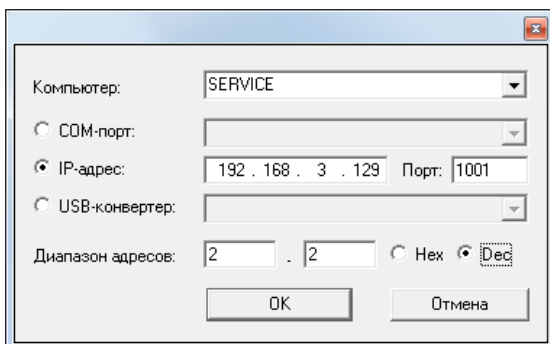 Компьютер: SERVICE
COM-порт:
IP-адрес: 192 . 168 . 3 . 129 Порт: 1001
USB-конвертер:
Диапазон адресов: 2 . 2 Hex Dec
OK Отмена